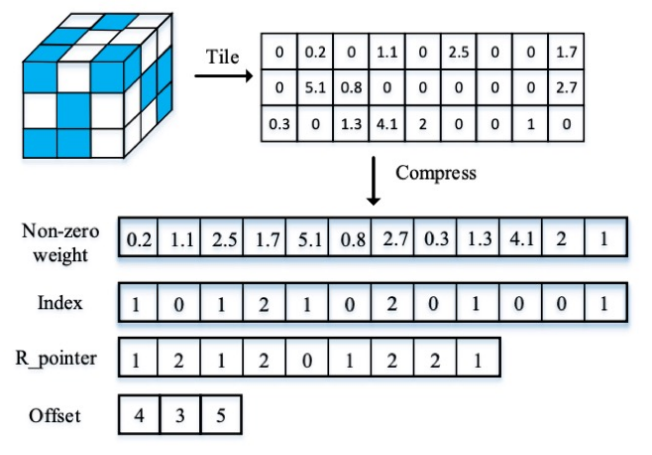 Tile
0 0.2 0 1.1 0 2.5 0 0 1.7
0 5.1 0.8 0 0 0 0 0 2.7
0.3 0 1.3 4.1 2 0 0 1 0
Compress
Non-zero
weight
0.2 1.1 2.5 1.7 5.1 0.8 2.7 0.3 1.3 4.1 2 1
Index
1 0 1 2 1 0 2 0 1 0 0 1
R_pointer
1 2 1 2 0 1 2 2 1
Offset
4 3 5